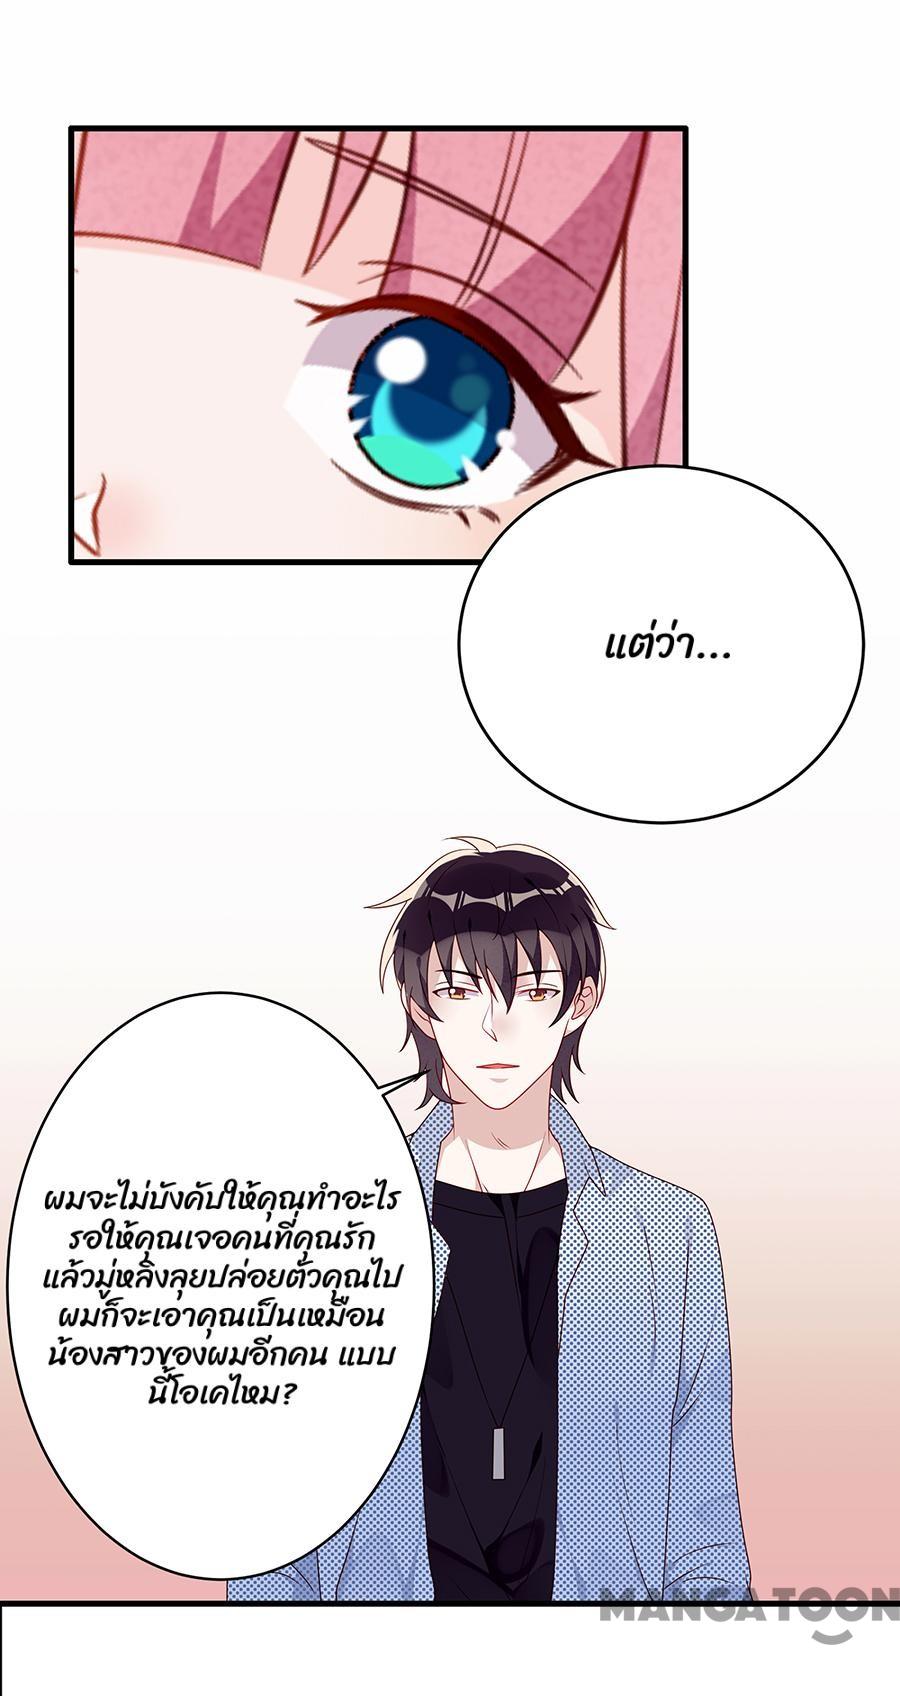 แต่ว่า...
ผมจะไม่บังคับให้คุณทำอะไร
รอให้คุณเจอคนที่คุณรัก
แล้วมู่หลิงลุยปล่อยตัวคุณไป
ผมก็จะเอาคุณเป็นเหมือน
น้องสาวของผมอีกคน แบบ
นี้โอเคไหม?
MANGATOON